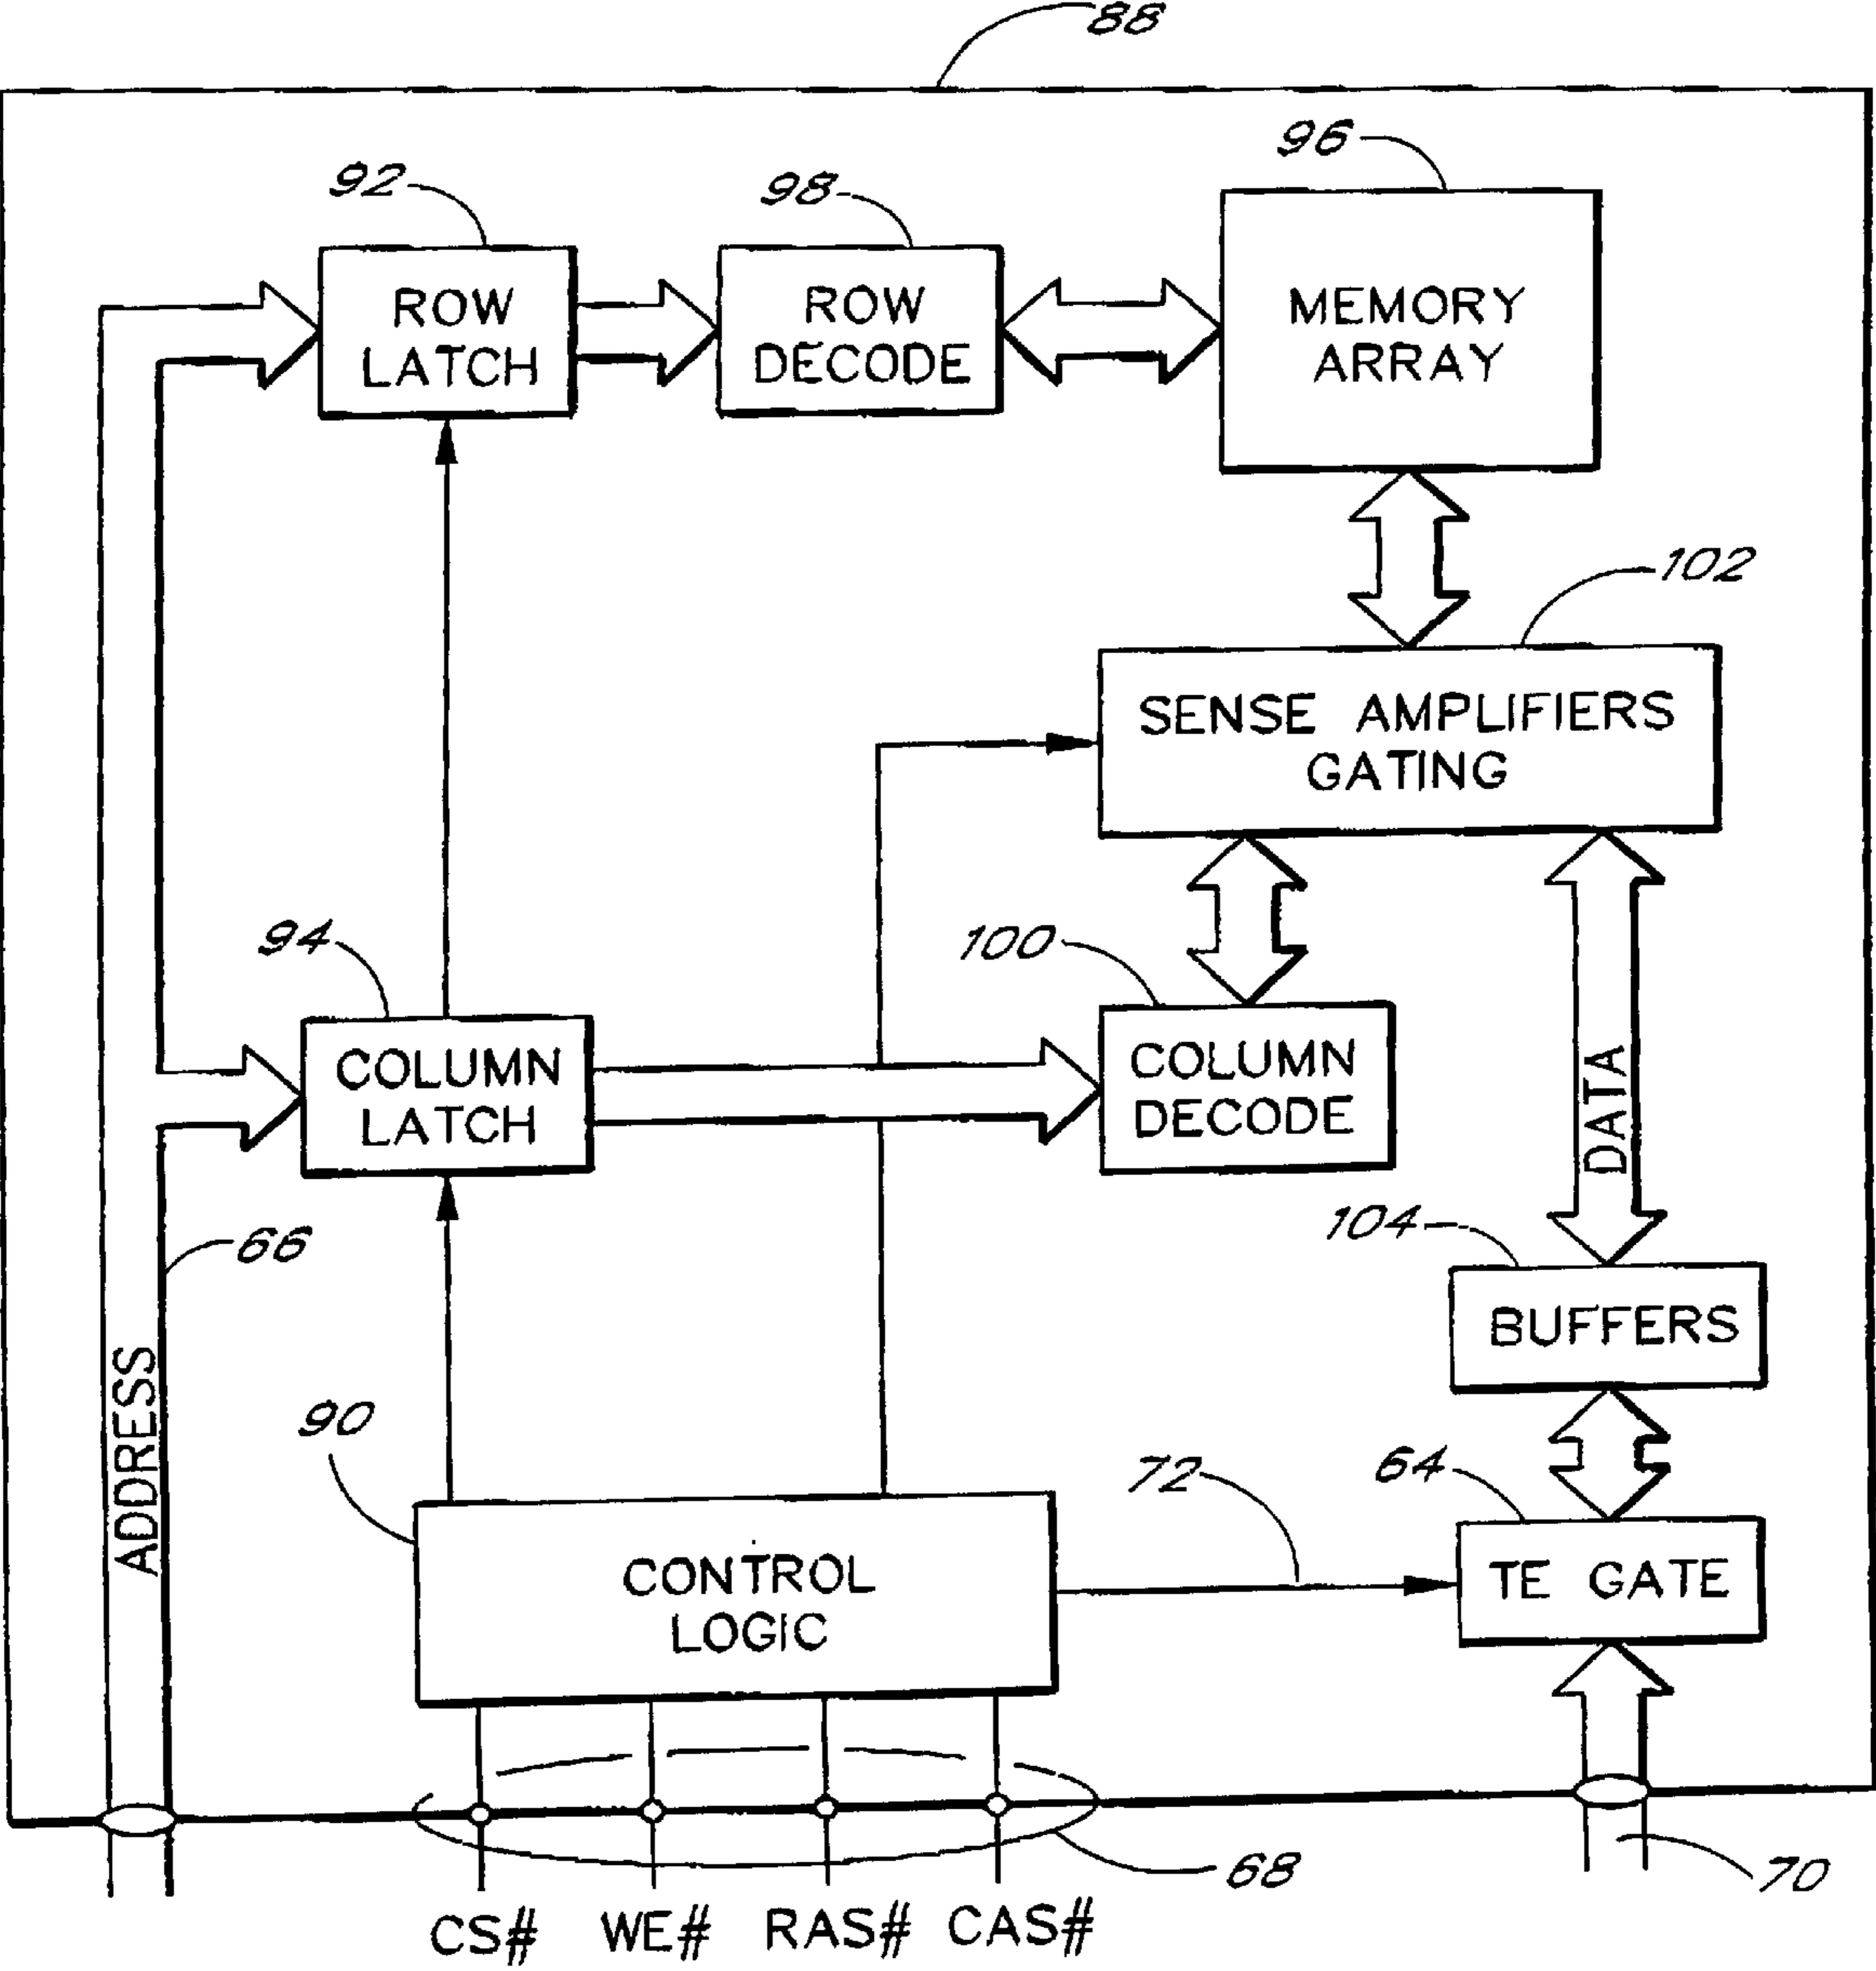 88
96
92
98
ROW
LATCH
ROW
DECODE
MEMORY
ARRAY
102
SENSE AMPLIFIERS
GATING
94
100
COLUMN
LATCH
COLUMN
DECODE
DATA
66
104
BUFFERS
ADDRESS
90
72
64
CONTROL
LOGIC
TE GATE
68
70
CS# WE# RAS# CAS#